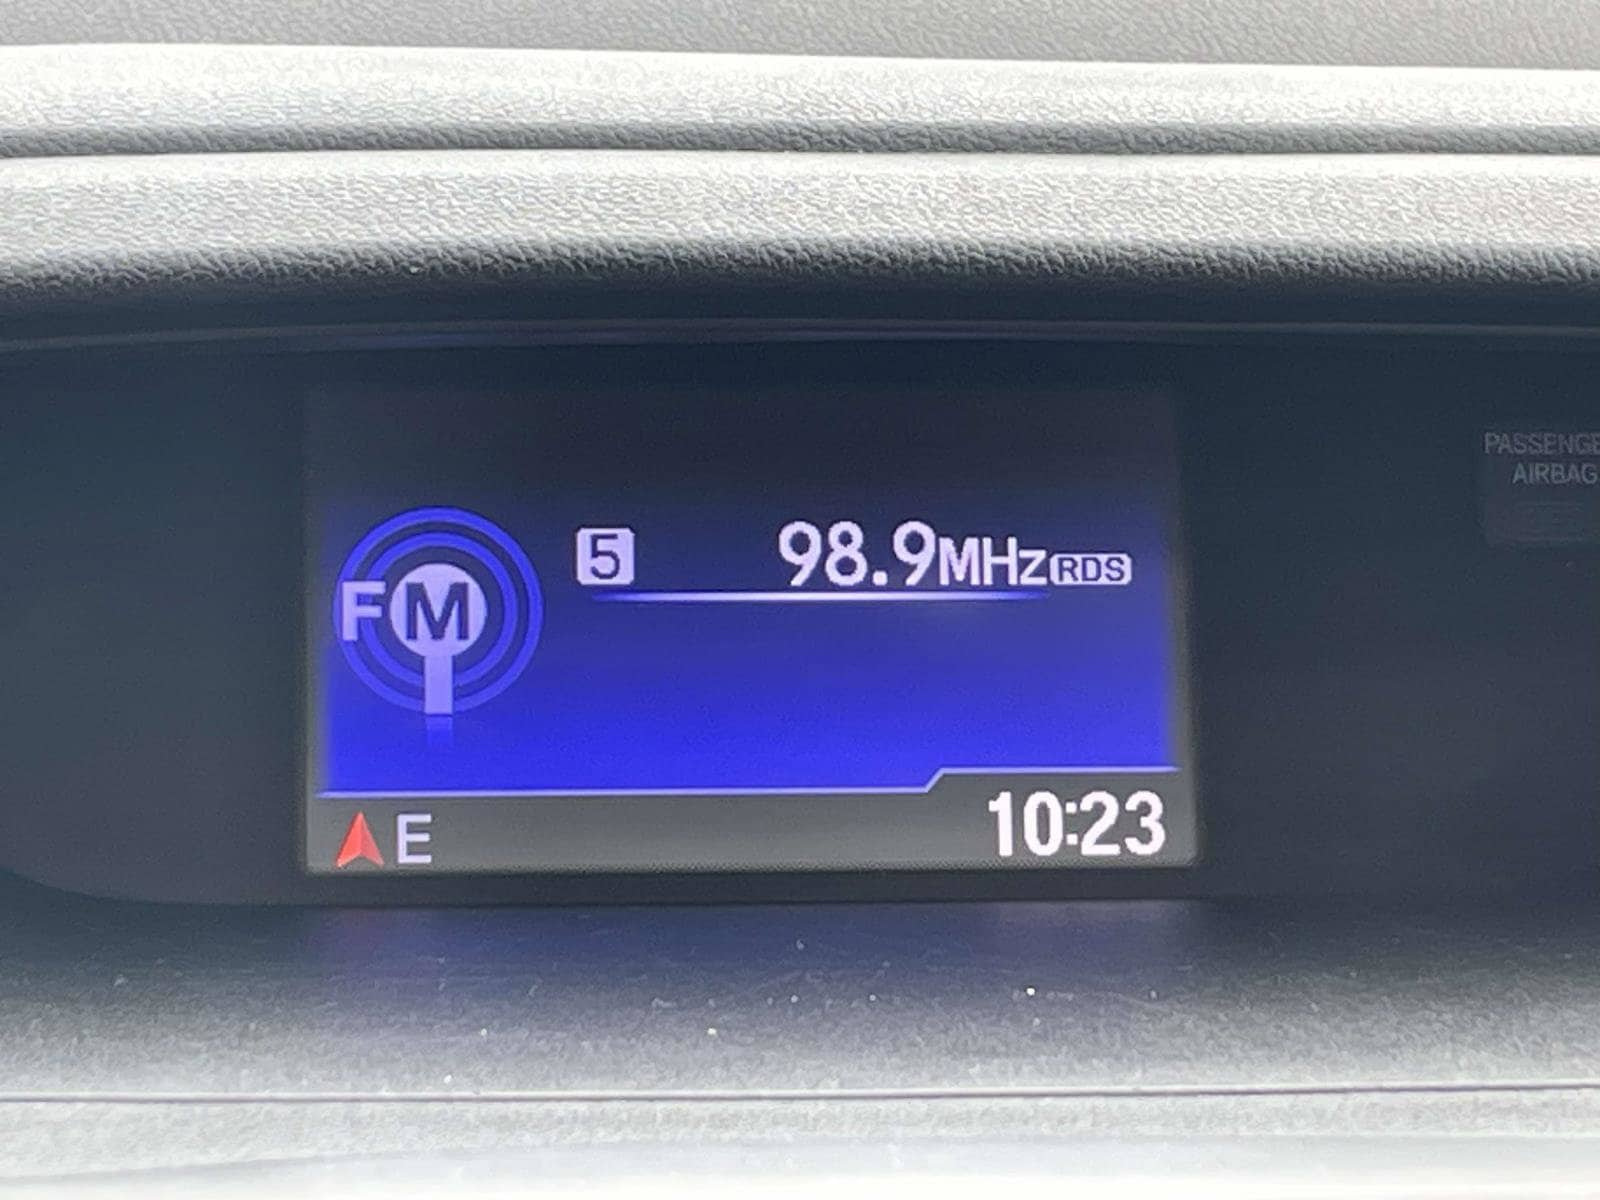 PASSENGE
AIRBAG
5 98.9MHz RDS
FM
E 10:23